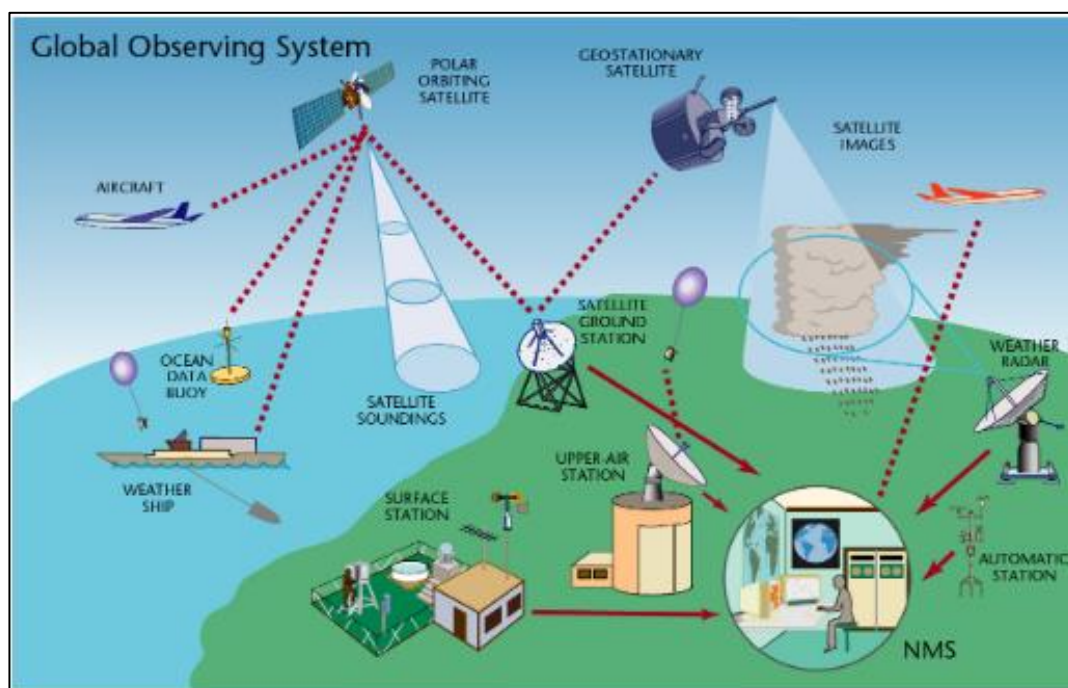 Global Observing System
POLAR
ORBITING
SATELLITE
GEOSTATIONARY
SATELLITE
SATELLITE
IMAGES
AIRCRAFT
OCEAN
DATA
BUOY
SATELLITE
SOUNDINGS
SATELLITE
GROUND
STATION
WEATHER
RADAR
WEATHER
SHIP
SURFACE
STATION
UPPER-AIR
STATION
AUTOMATIC
STATION
NMS